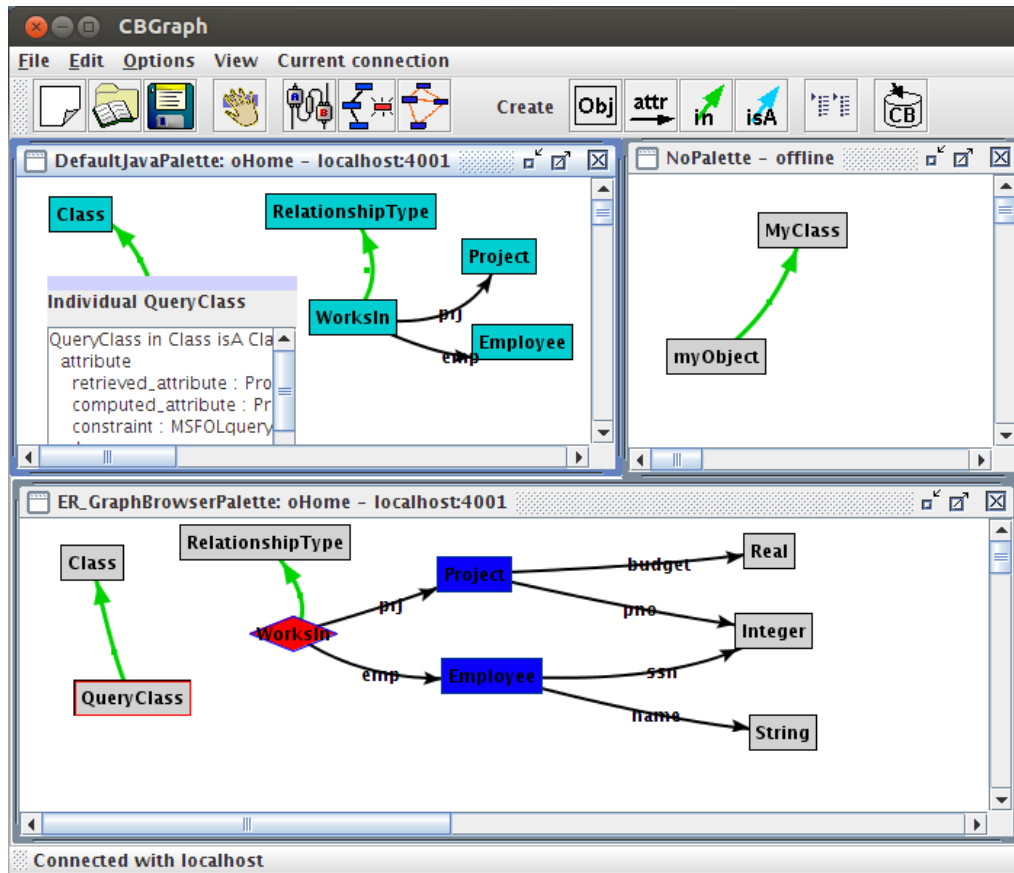 CBGraph
File Edit Options View Current connection
Create Obj attr in isA CB
DefaultJavaPalette: oHome - localhost:4001
Class
RelationshipType
Project
WorksIn
prj
Employee
emp
Individual QueryClass
QueryClass in Class isA Cla
attribute
retrieved_attribute : Pro
computed_attribute : Pr
constraint : MSFOLquery
NoPalette - offline
MyClass
myObject
ER_GraphBrowserPalette: oHome - localhost:4001
Class
RelationshipType
Project
budget
Real
prj
pno
WorksIn
Integer
emp
Employee
ssn
QueryClass
name
String
Connected with localhost